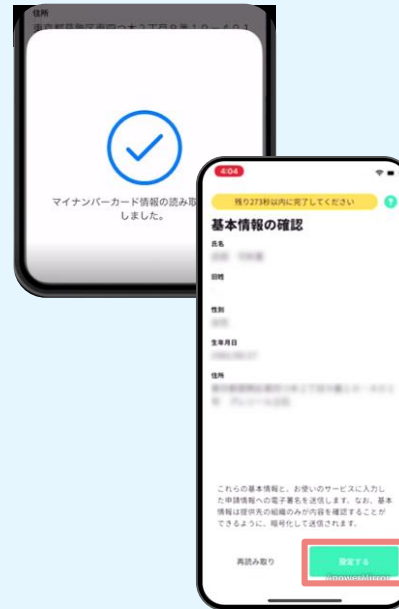 住所
マイナンバーカード情報の読み取
しました。
4:04
残り273秒以内に完了してください
?
基本情報の確認
氏名
旧姓
性別
生年月日
住所
これらの基本情報と、お使いのサービスに入力し
た申請情報への電子署名を送信します。なお、基本
情報は提供先の組織のみが内容を確認することが
できるように、暗号化して送信されます。
再読み取り